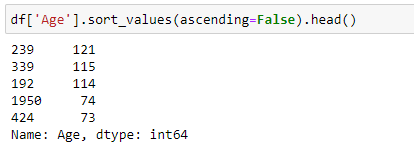 df['Age'].sort_values(ascending=False).head()
239     121
339     115
192     114
1950     74
424      73
Name: Age, dtype: int64